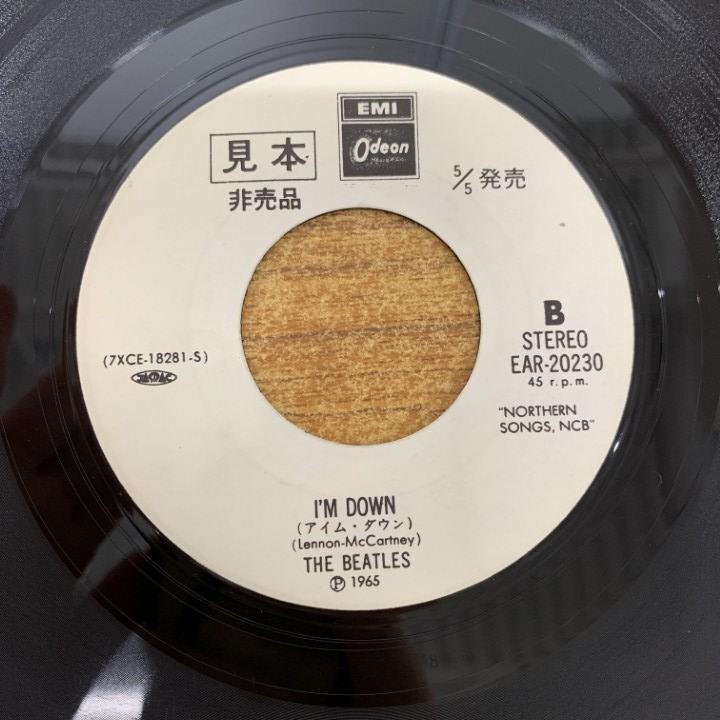 EMI
Odeon
見本
非売品
5/5 発売
B
STEREO
EAR-20230
45 r.p.m.
(7XCE-18281-S)
"NORTHERN
SONGS, NCB"
I'M DOWN
(アイム・ダウン)
(Lennon-McCartney)
THE BEATLES
Ⓟ 1965